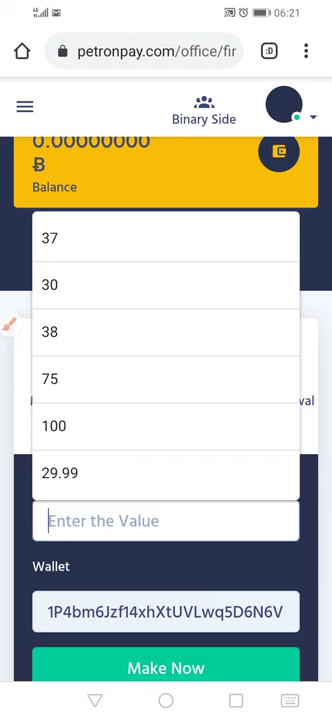 06:21
petronpay.com/office/fir
:D
Binary Side
0.00000000
Ƀ
Balance
37
30
38
75
100
29.99
val
Enter the Value
Wallet
1P4bm6Jzf14xhXtUVLwq5D6N6V
Make Now